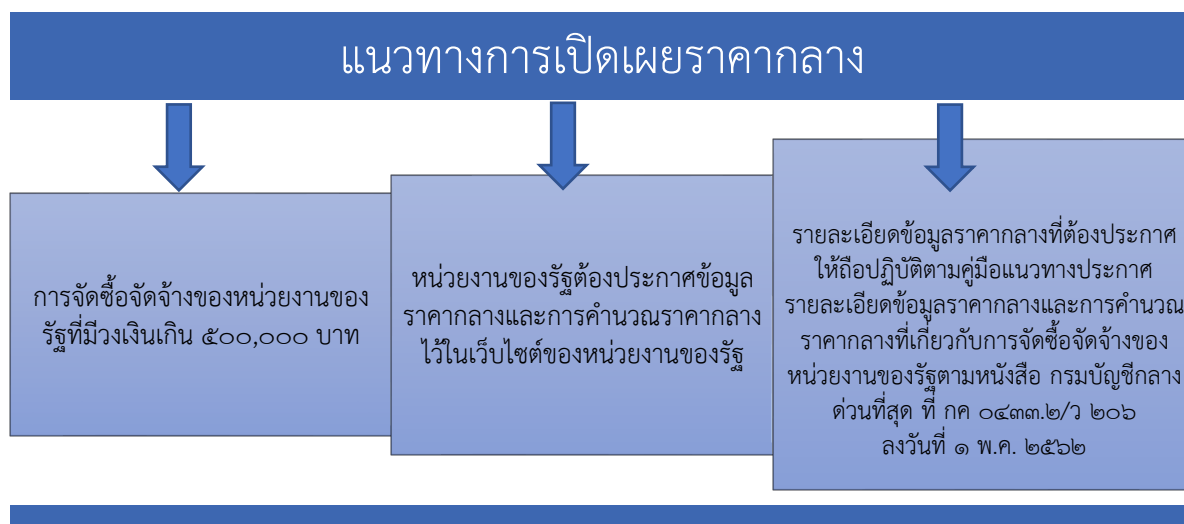 แนวทางการเปิดเผยราคากลาง
การจัดซื้อจัดจ้างของหน่วยงานของ
รัฐที่มีวงเงินเกิน ๕๐๐,๐๐๐ บาท
หน่วยงานของรัฐต้องประกาศข้อมูล
ราคากลางและการคำนวณราคากลาง
ไว้ในเว็บไซต์ของหน่วยงานของรัฐ
รายละเอียดข้อมูลราคากลางที่ต้องประกาศ
ให้ถือปฏิบัติตามคู่มือแนวทางประกาศ
รายละเอียดข้อมูลราคากลางและการคำนวณ
ราคากลางที่เกี่ยวกับการจัดซื้อจัดจ้างของ
หน่วยงานของรัฐตามหนังสือ กรมบัญชีกลาง
ด่วนที่สุด ที่ กค ๐๔๓๓.๒/ว ๒๐๖
ลงวันที่ ๑ พ.ค. ๒๕๖๒